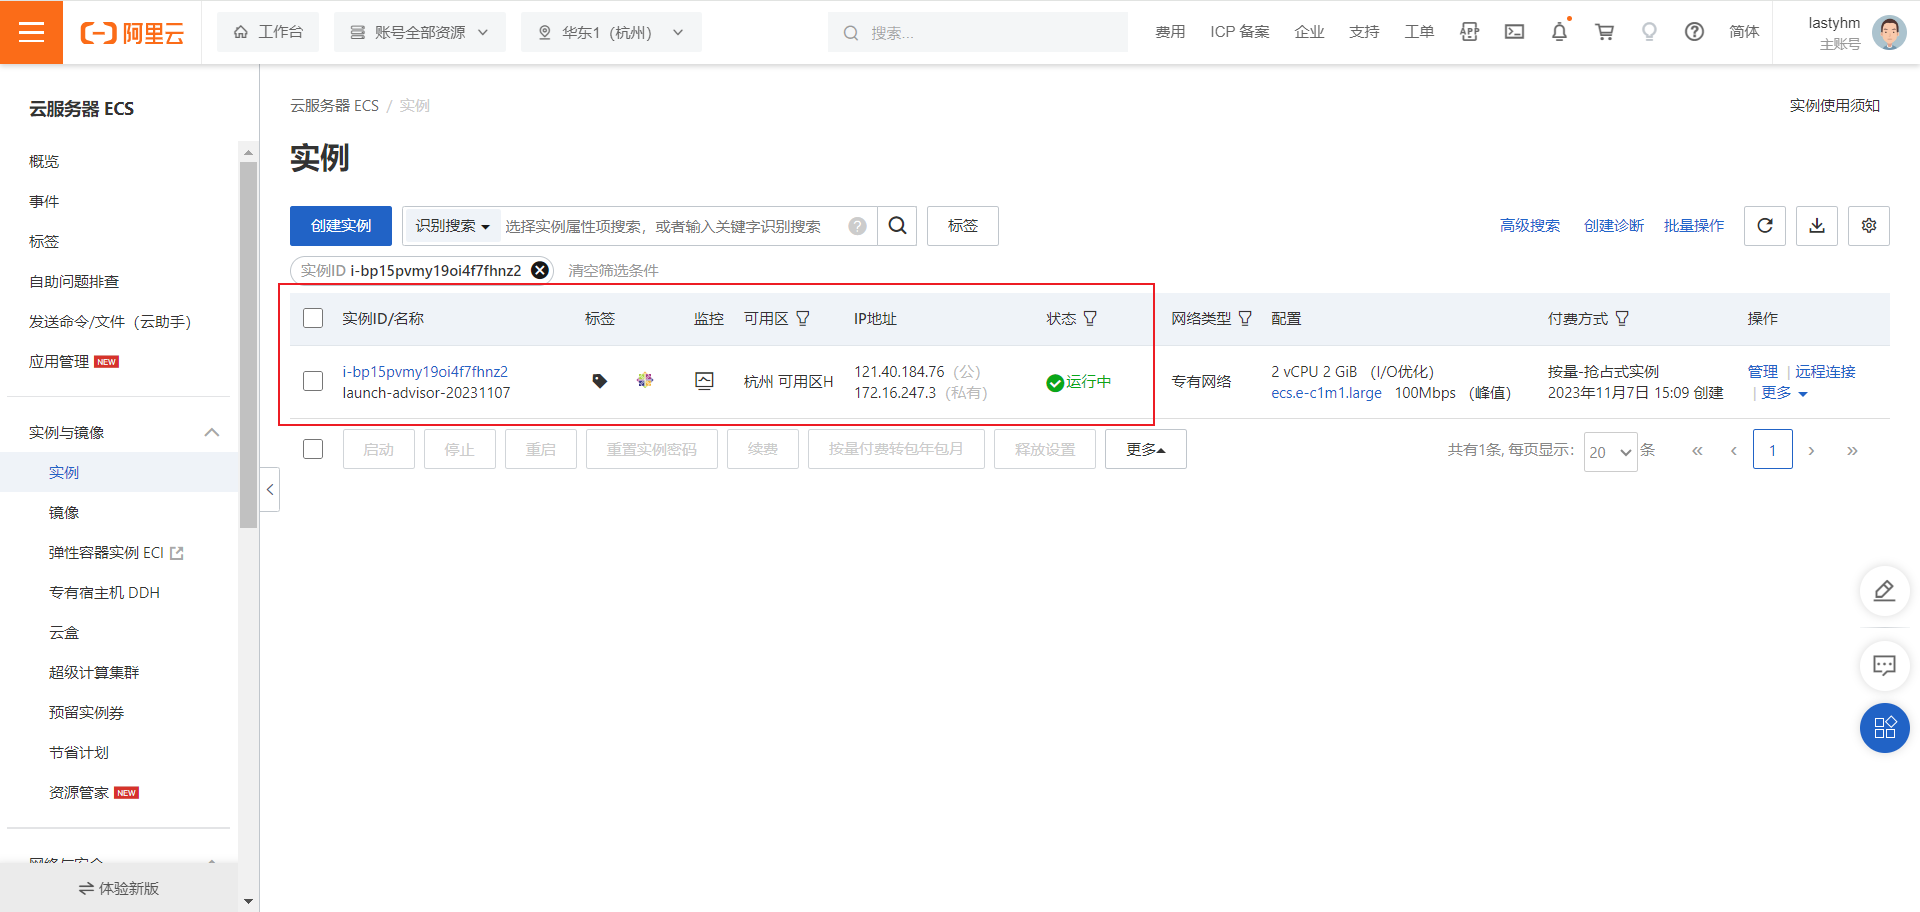 阿里云
工作台
账号全部资源
华东1（杭州）
搜索...
费用
ICP 备案
企业
支持
工单
APP
简体
lastyhm
主账号
云服务器 ECS
概览
事件
标签
自助问题排查
发送命令/文件（云助手）
应用管理 NEW
实例与镜像
实例
镜像
弹性容器实例 ECI
专有宿主机 DDH
云盒
超级计算集群
预留实例券
节省计划
资源管家 NEW
网络与安全
体验新版
云服务器 ECS / 实例
实例使用须知
实例
创建实例
识别搜索
选择实例属性项搜索，或者输入关键字识别搜索
标签
高级搜索
创建诊断
批量操作
实例ID i-bp15pvmy19oi4f7fhnz2
清空筛选条件
实例ID/名称 标签 监控 可用区 IP地址 状态 网络类型 配置 付费方式 操作
i-bp15pvmy19oi4f7fhnz2
launch-advisor-20231107
杭州 可用区H
121.40.184.76（公）
172.16.247.3（私有）
运行中
专有网络
2 vCPU 2 GiB （I/O优化）
ecs.e-c1m1.large 100Mbps （峰值）
按量-抢占式实例
2023年11月7日 15:09 创建
管理 | 远程连接
| 更多
启动
停止
重启
重置实例密码
续费
按量付费转包年包月
释放设置
更多
共有1条, 每页显示：
20
条
« ‹ 1 › »